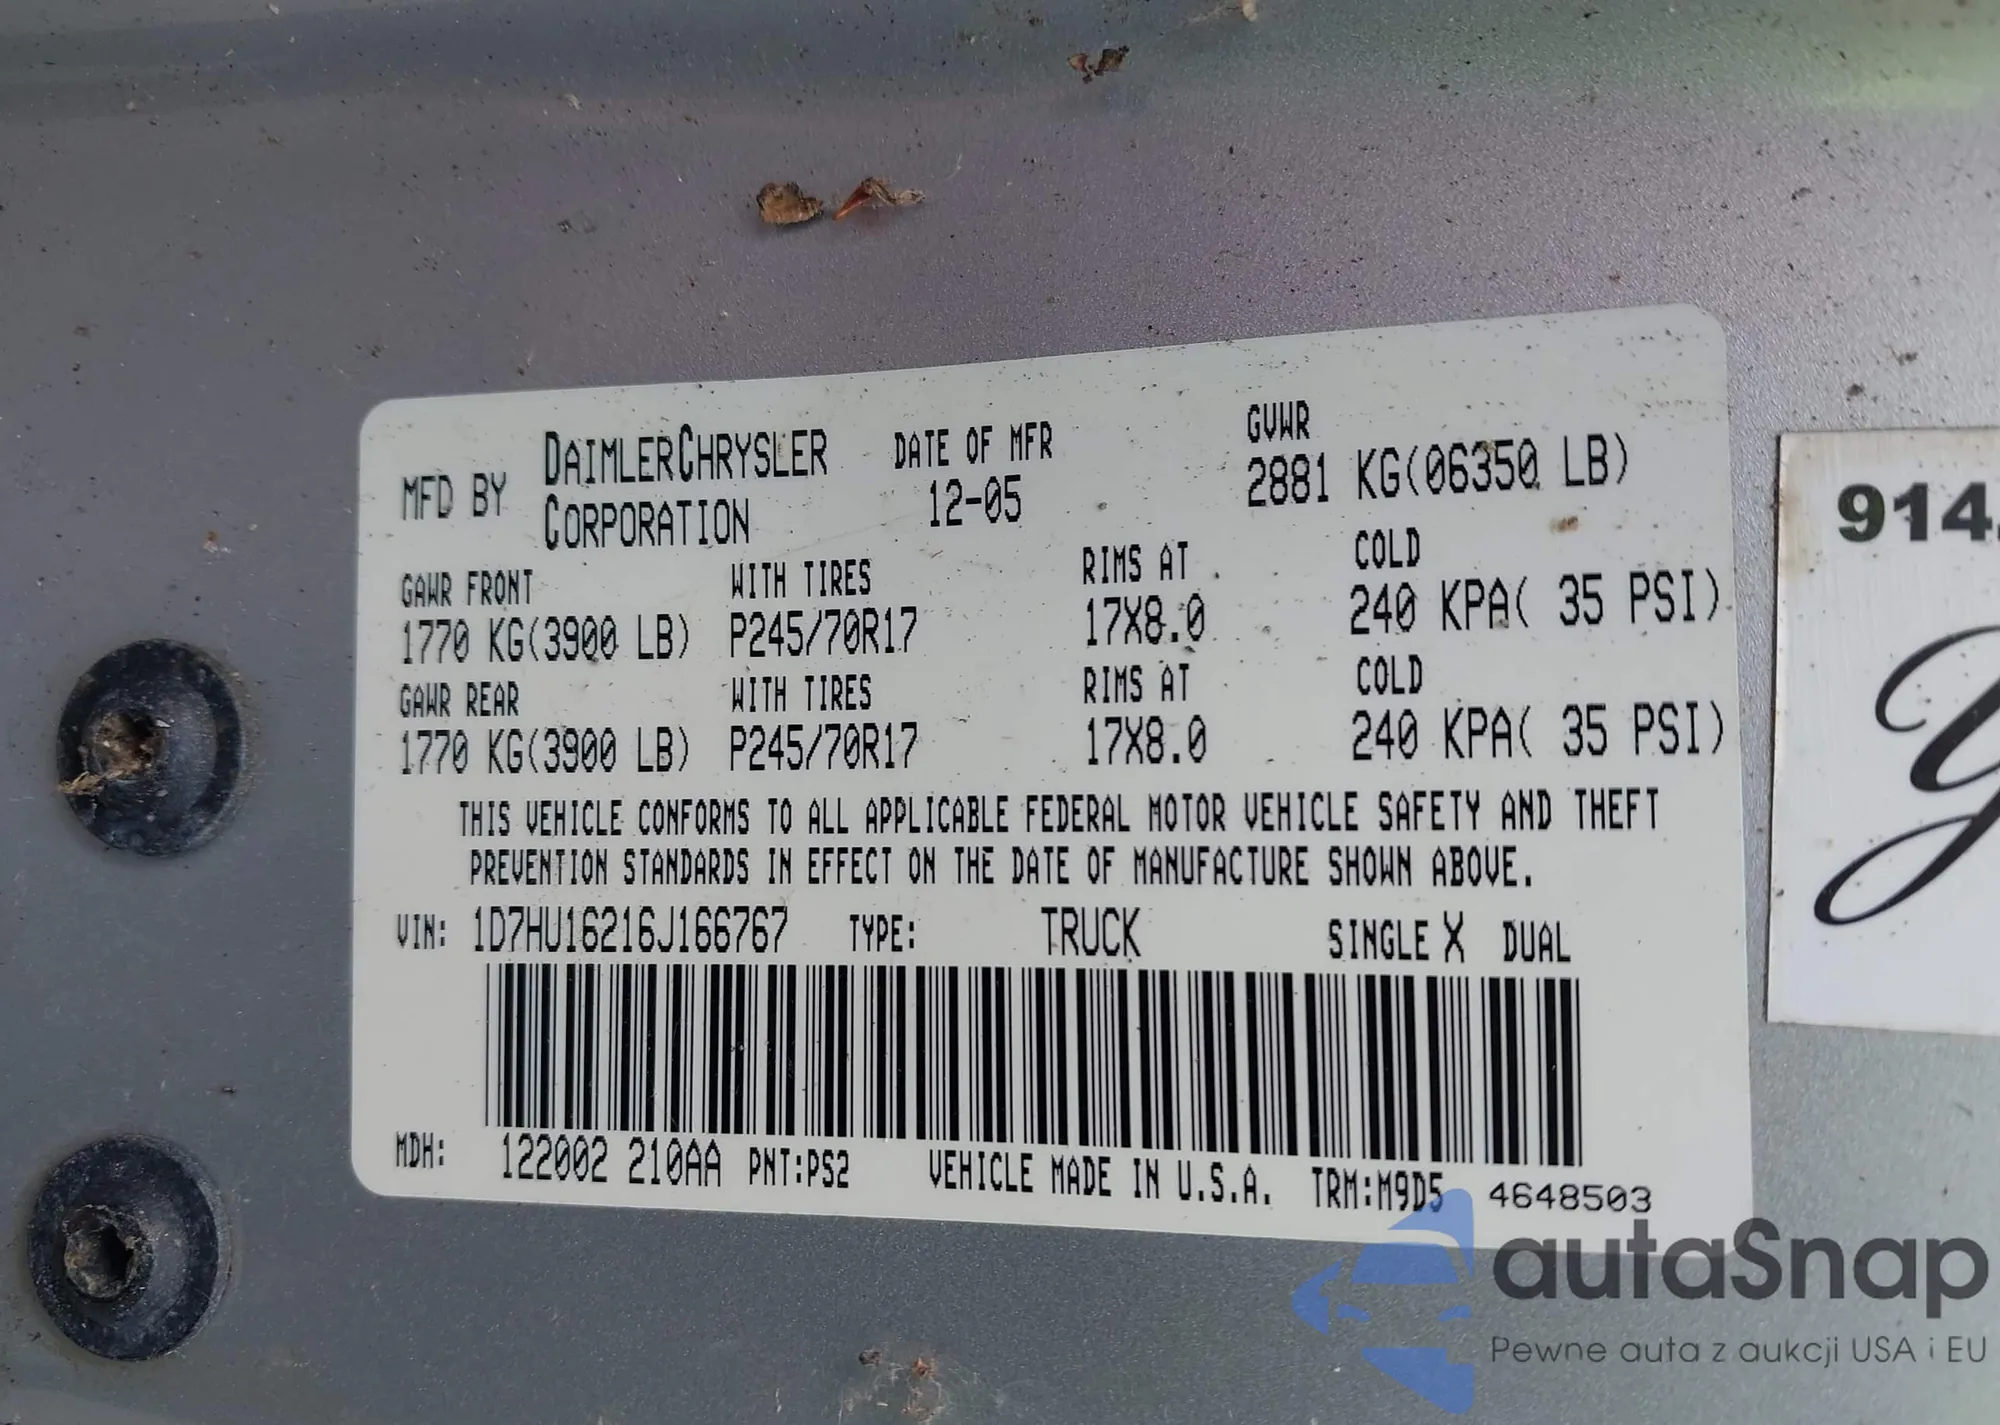 MFD BY DAIMLERCHRYSLER CORPORATION DATE OF MFR 12-05 GVWR 2881 KG(06350 LB)
GAWR FRONT WITH TIRES RIMS AT COLD
1770 KG(3900 LB) P245/70R17 17X8.0 240 KPA( 35 PSI)
GAWR REAR WITH TIRES RIMS AT COLD
1770 KG(3900 LB) P245/70R17 17X8.0 240 KPA( 35 PSI)
THIS VEHICLE CONFORMS TO ALL APPLICABLE FEDERAL MOTOR VEHICLE SAFETY AND THEFT
PREVENTION STANDARDS IN EFFECT ON THE DATE OF MANUFACTURE SHOWN ABOVE.
VIN: 1D7HU16216J166767 TYPE: TRUCK SINGLE X DUAL
MDH: 122002 210AA PNT:PS2 VEHICLE MADE IN U.S.A. TRM:M9D5 4648503
914
autaSnap
Pewne auta z aukcji USA i EU